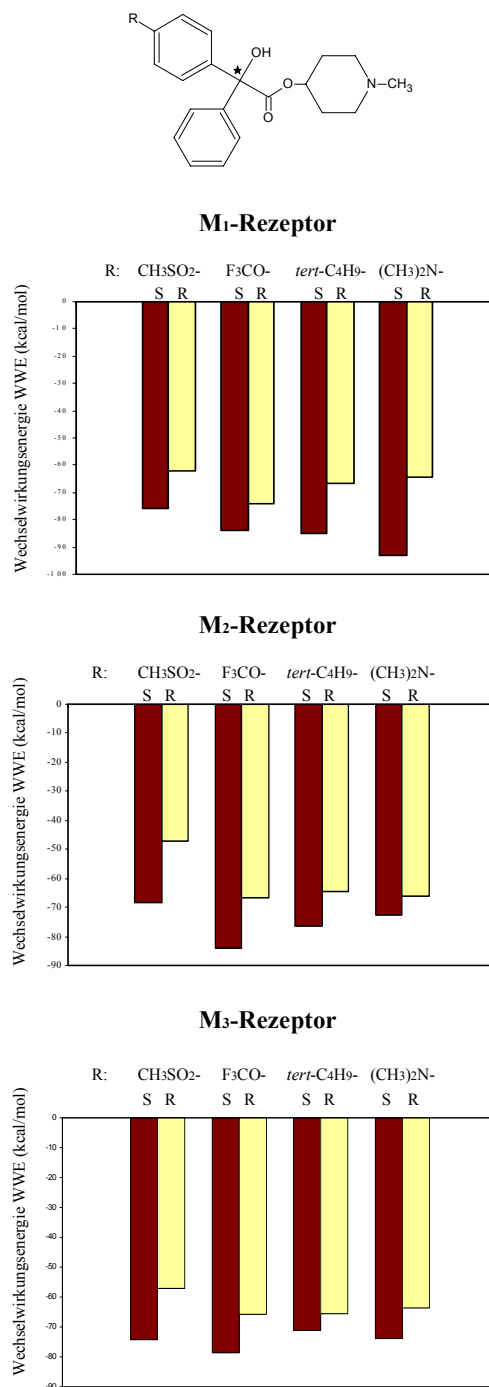 R
OH
★
O
O
N
CH3
M1-Rezeptor
R: CH3SO2- F3CO- tert-C4H9- (CH3)2N-
S R S R S R S R
Wechselwirkungsenergie WWE (kcal/mol)
0
-10
-20
-30
-40
-50
-60
-70
-80
-90
-100
M2-Rezeptor
R: CH3SO2- F3CO- tert-C4H9- (CH3)2N-
S R S R S R S R
Wechselwirkungsenergie WWE (kcal/mol)
0
-10
-20
-30
-40
-50
-60
-70
-80
-90
M3-Rezeptor
R: CH3SO2- F3CO- tert-C4H9- (CH3)2N-
S R S R S R S R
Wechselwirkungsenergie WWE (kcal/mol)
0
-10
-20
-30
-40
-50
-60
-70
-80
-90